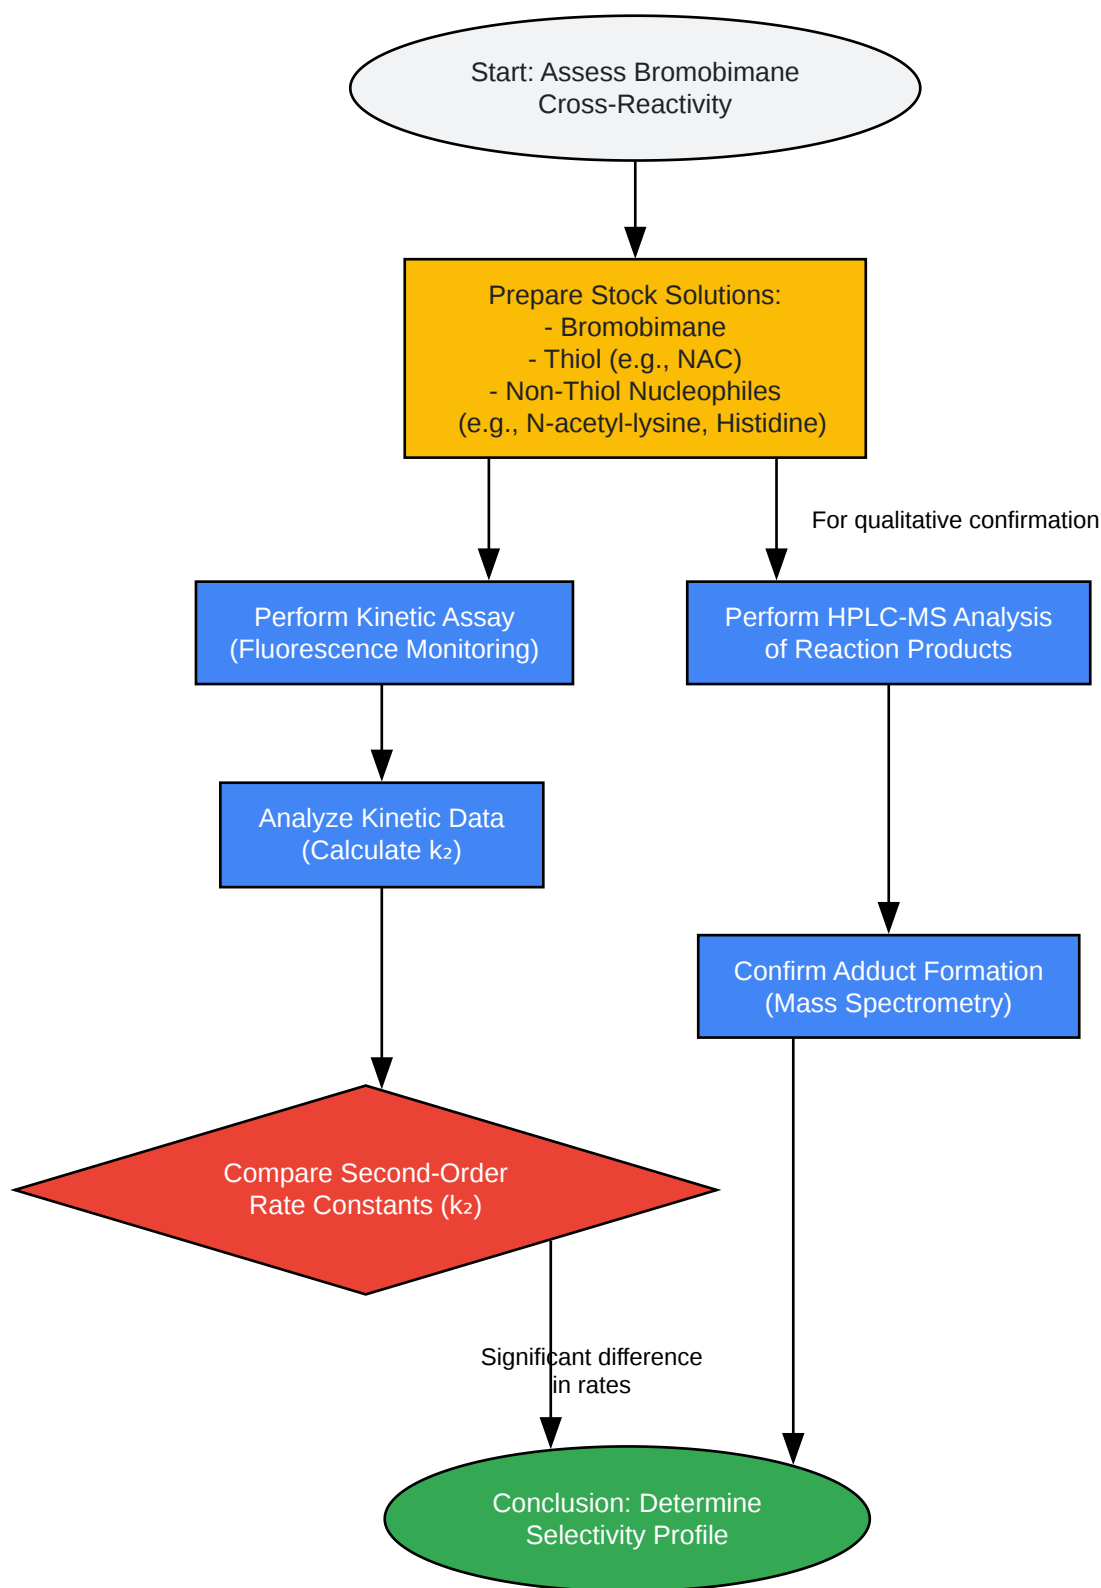 Start: Assess Bromobimane
Cross-Reactivity
Prepare Stock Solutions:
- Bromobimane
- Thiol (e.g., NAC)
- Non-Thiol Nucleophiles
(e.g., N-acetyl-lysine, Histidine)
For qualitative confirmation
Perform Kinetic Assay
(Fluorescence Monitoring)
Perform HPLC-MS Analysis
of Reaction Products
Analyze Kinetic Data
(Calculate k₂)
Confirm Adduct Formation
(Mass Spectrometry)
Compare Second-Order
Rate Constants (k₂)
Significant difference
in rates
Conclusion: Determine
Selectivity Profile